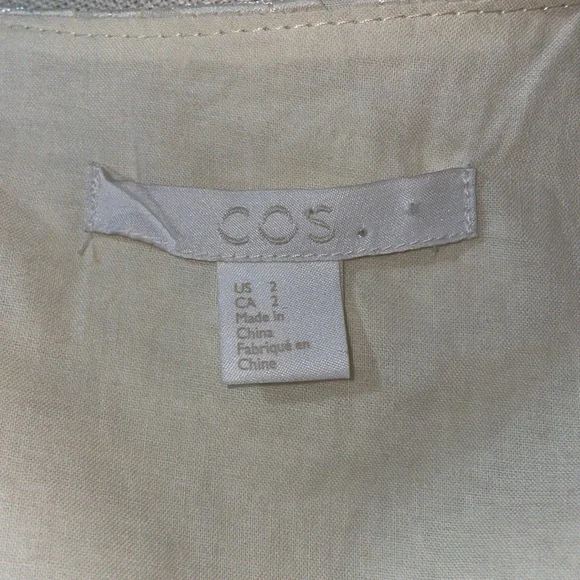 COS
US 2
CA 2
Made in
China
Fabriqué en
Chine